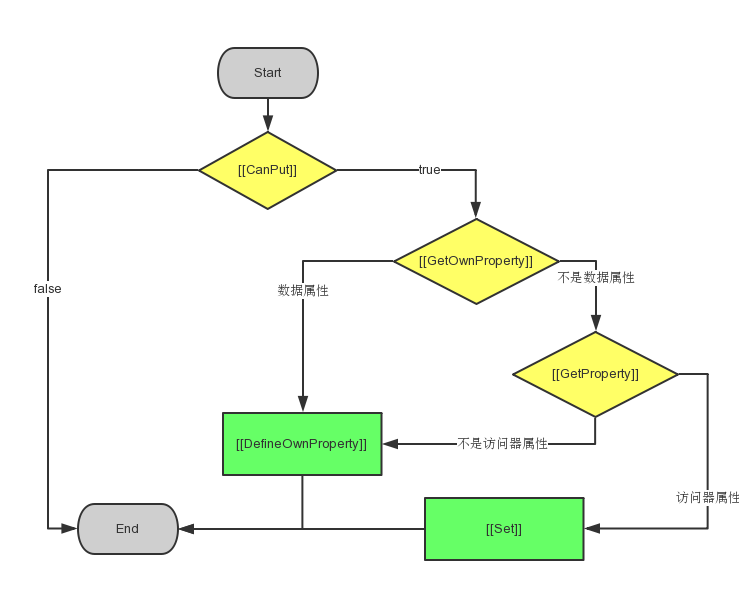 Start
[[CanPut]]
true
[[GetOwnProperty]]
不是数据属性
false
数据属性
[[GetProperty]]
[[DefineOwnProperty]]
不是访问器属性
访问器属性
End
[[Set]]